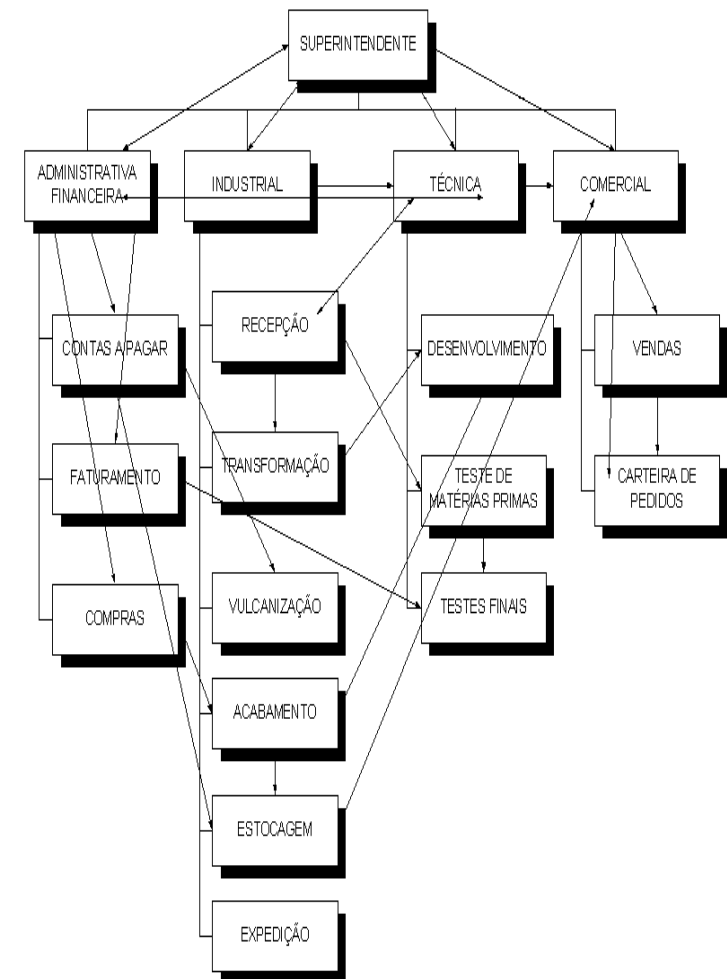 SUPERINTENDENTE
ADMINISTRATIVA
FINANCEIRA
INDUSTRIAL
TÉCNICA
COMERCIAL
RECEPÇÃO
CONTAS A PAGAR
DESENVOLVIMENTO
VENDAS
TRANSFORMAÇÃO
FATURAMENTO
TESTE DE
MATÉRIAS PRIMAS
CARTEIRA DE
PEDIDOS
VULCANIZAÇÃO
TESTES FINAIS
COMPRAS
ACABAMENTO
ESTOCAGEM
EXPEDIÇÃO